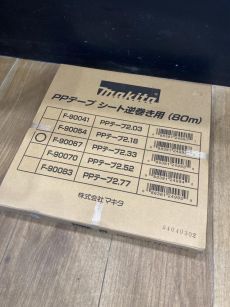 makita
PPテープ シート逆巻き用 (80m)
F-90041 PPテープ2.03
F-90054 PPテープ2.18
F-90067 PPテープ2.33
F-90070 PPテープ2.52
F-90083 PPテープ2.77
株式会社マキタ